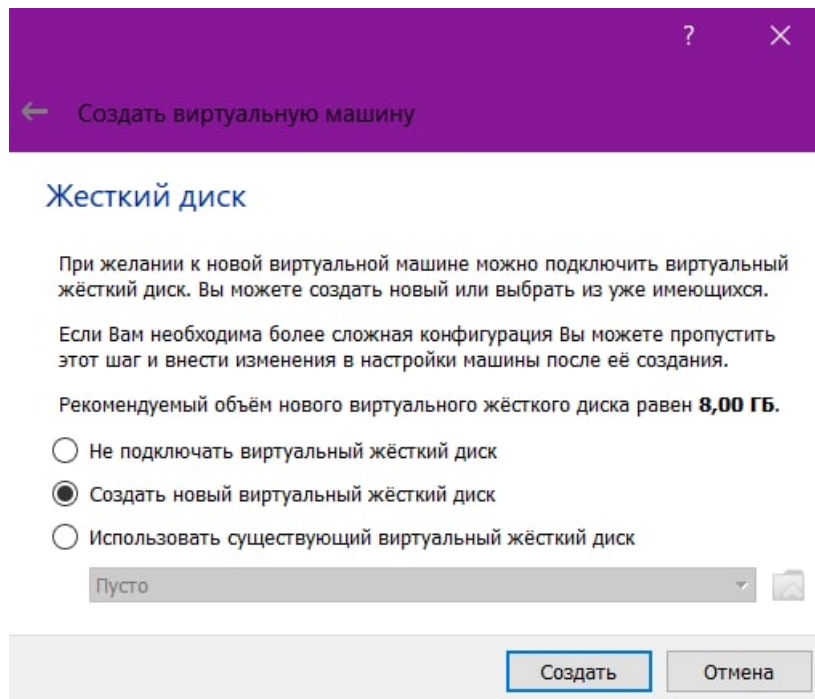 ?
Создать виртуальную машину
Жесткий диск
При желании к новой виртуальной машине можно подключить виртуальный
жёсткий диск. Вы можете создать новый или выбрать из уже имеющихся.
Если Вам необходима более сложная конфигурация Вы можете пропустить
этот шаг и внести изменения в настройки машины после её создания.
Рекомендуемый объём нового виртуального жёсткого диска равен 8,00 ГБ.
Не подключать виртуальный жёсткий диск
Создать новый виртуальный жёсткий диск
Использовать существующий виртуальный жёсткий диск
Пусто
Создать Отмена